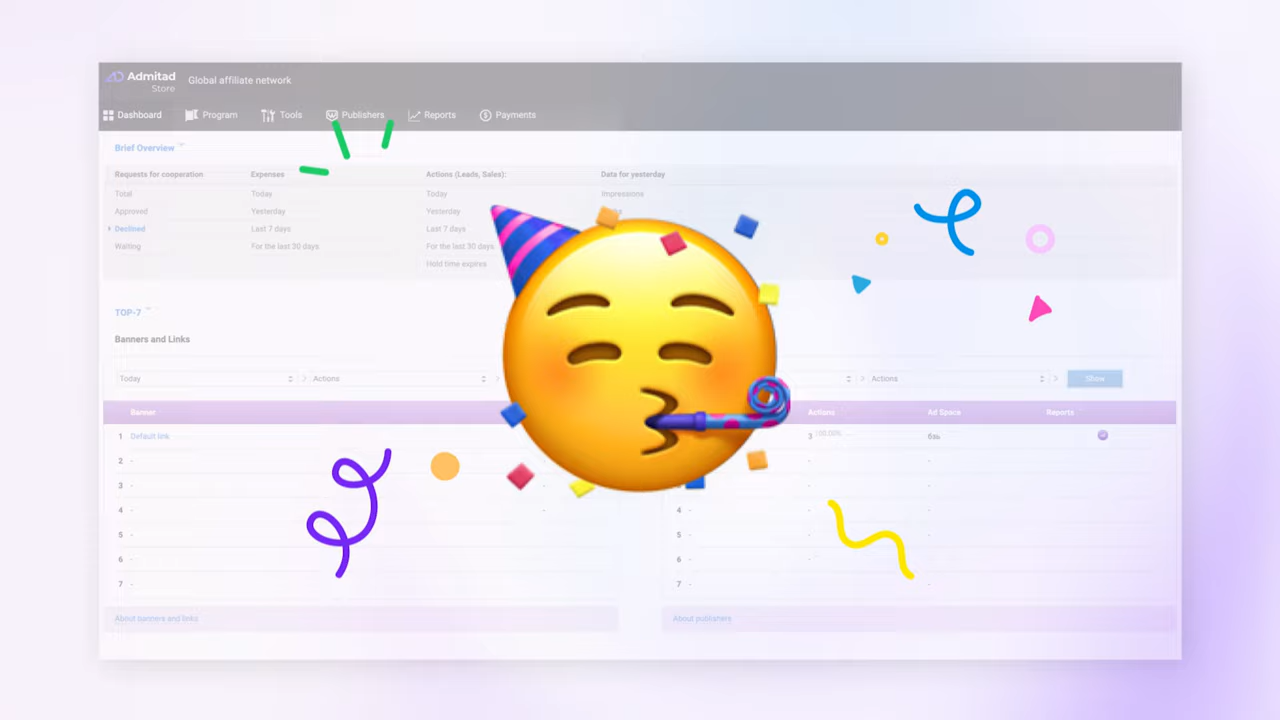 Admitad
Store
Global affiliate network
Dashboard Program Tools Publishers Reports Payments
Brief Overview
Requests for cooperation Expenses Actions (Leads, Sales): Data for yesterday
Total Today Today Impressions
Approved Yesterday Yesterday
Declined Last 7 days Last 7 days
Waiting For the last 30 days For the last 30 days
Hold time expires
TOP-7
Banners and Links
Today Actions Actions Show
Banner Actions Ad Space Reports
1 Default link 3 100.00% бэь
2 - -
3 - - -
4 - - 4 - - -
5 - 5 - - -
6 - 6 - - -
7 - 7 - - -
About banners and links About publishers